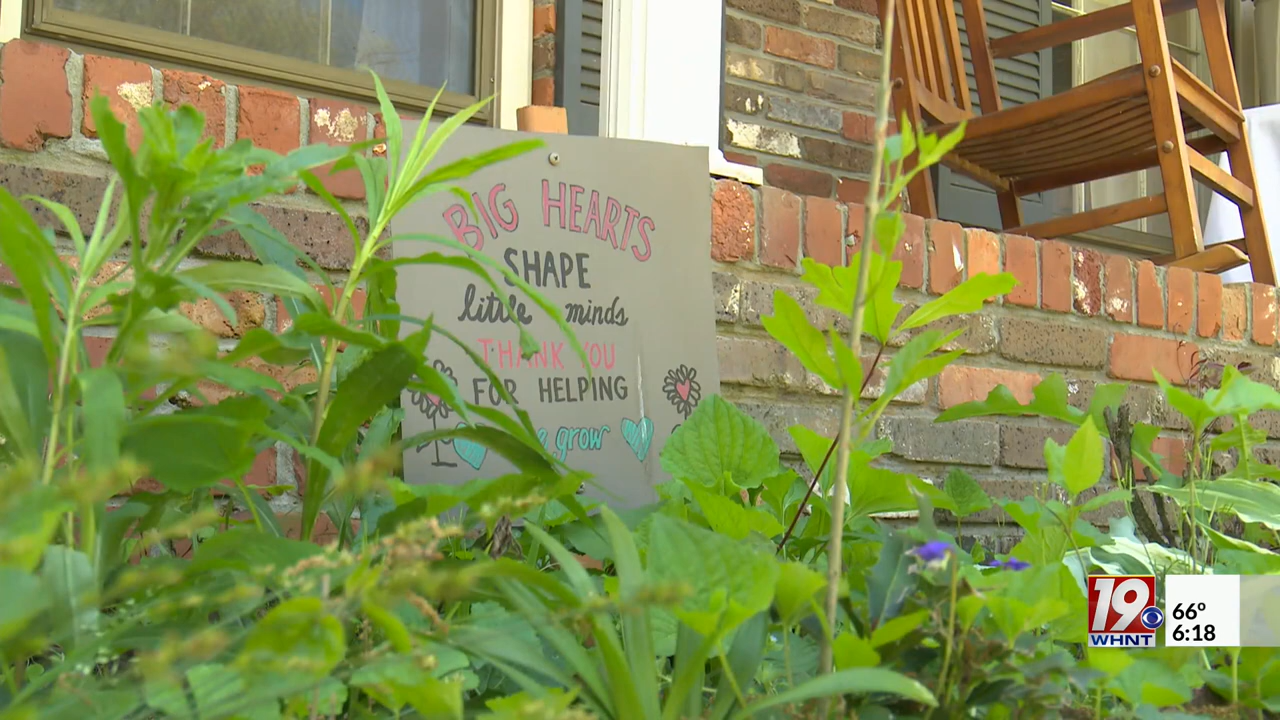 BIG HEARTS
SHAPE
little minds
THANK YOU
FOR HELPING
grow
19
WHNT
66°
6:18